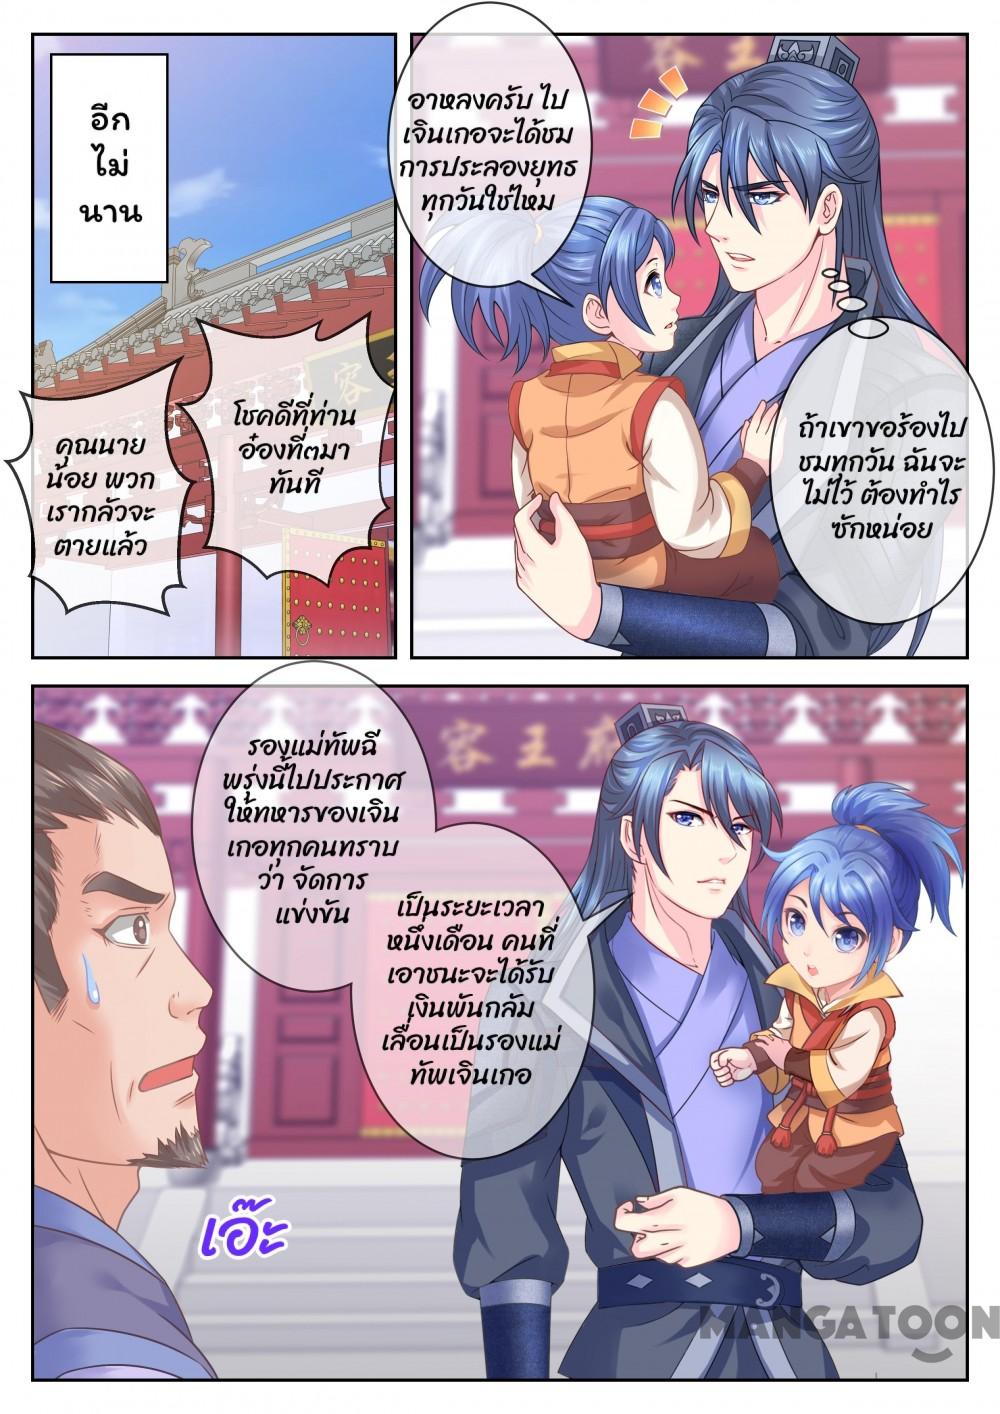 อีก
ไม่
นาน
คุณนาย
น้อย พวก
เรากลัวจะ
ตายแล้ว
โชคดีที่ท่าน
อ๋องที่๓มา
ทันที
อาหลงครับ ไป
เจินเกอจะได้ชม
การประลองยุทธ
ทุกวันใช่ไหม
ถ้าเขาขอร้องไป
ชมทุกวัน ฉันจะ
ไม่ไว้ ต้องทำไร
ซักหน่อย
容王府
รองแม่ทัพฉี
พรุ่งนี้ไปประกาศ
ให้ทหารของเจิน
เกอทุกคนทราบ
ว่า จัดการ
แข่งขัน
เป็นระยะเวลา
หนึ่งเดือน คนที่
เอาชนะจะได้รับ
เงินพันกลัม
เลื่อนเป็นรองแม่
ทัพเจินเกอ
เอ๊ะ
MANGATOON